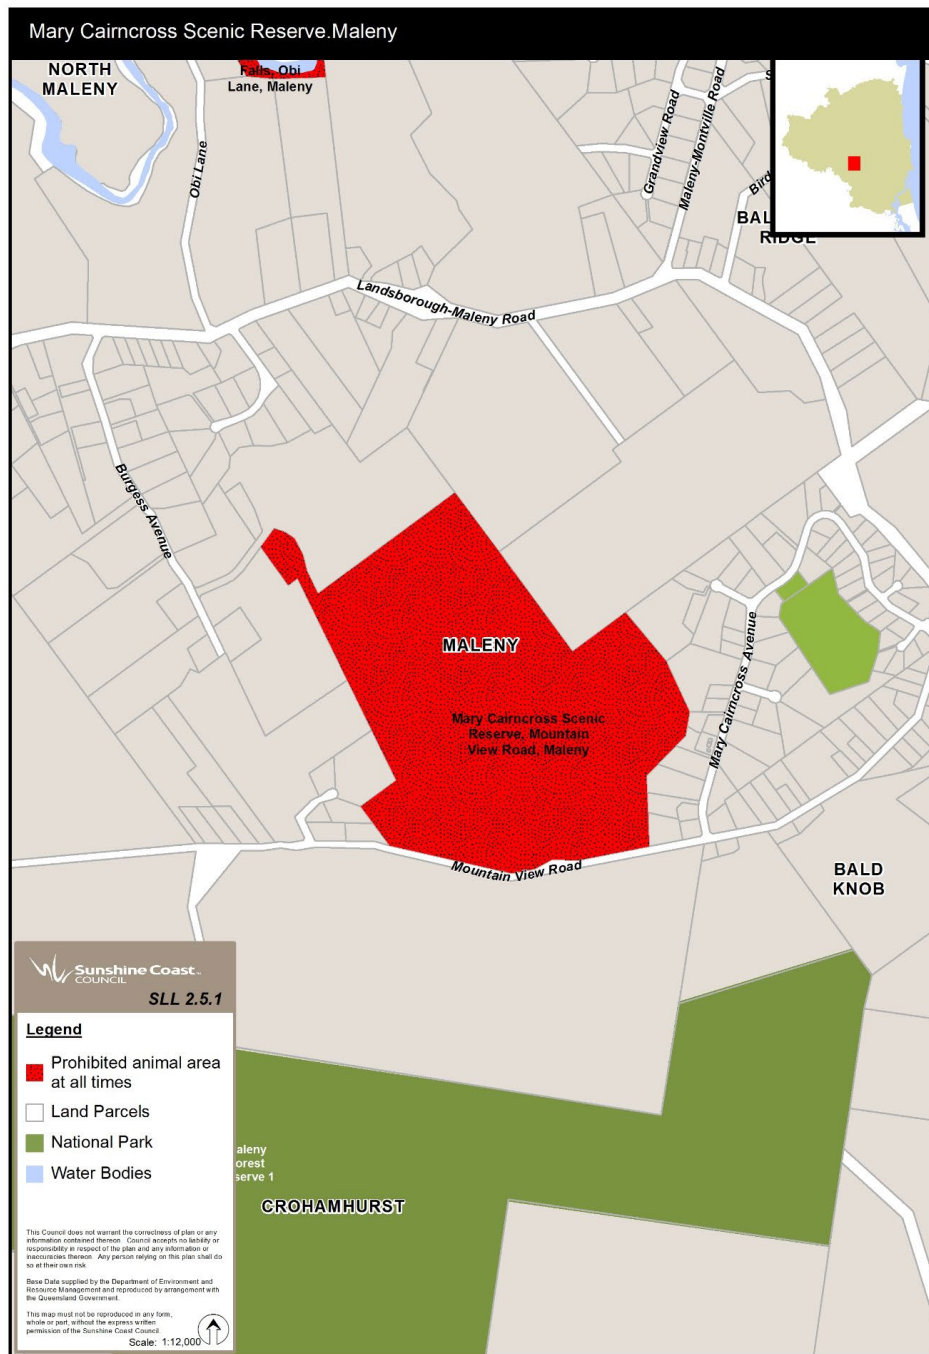 Mary Cairncross Scenic Reserve.Maleny
NORTH
MALENY
Falls, Obi
Lane, Maleny
Obi Lane
Grandview Road
Maleny-Montville Road
Bird
BAL
RIDGE
Landsborough-Maleny Road
Burgess Avenue
MALENY
Mary Cairncross Scenic
Reserve, Mountain
View Road, Maleny
Mary Cairncross Avenue
Mountain View Road
BALD
KNOB
Sunshine Coast
COUNCIL
SLL 2.5.1
Legend
Prohibited animal area
at all times
Land Parcels
National Park
Water Bodies
aleny
orest
serve 1
CROHAMHURST
This Council does not warrant the correctness of plan or any
information contained thereon. Council accepts no liability or
responsibility in respect of the plan and any information or
inaccuracies thereon. Any person relying on this plan shall do
so at their own risk.
Base Data supplied by the Department of Environment and
Resource Management and reproduced by arrangement with
the Queensland Government.
This map must not be reproduced in any form,
whole or part, without the express written
permission of the Sunshine Coast Council.
Scale: 1:12,000